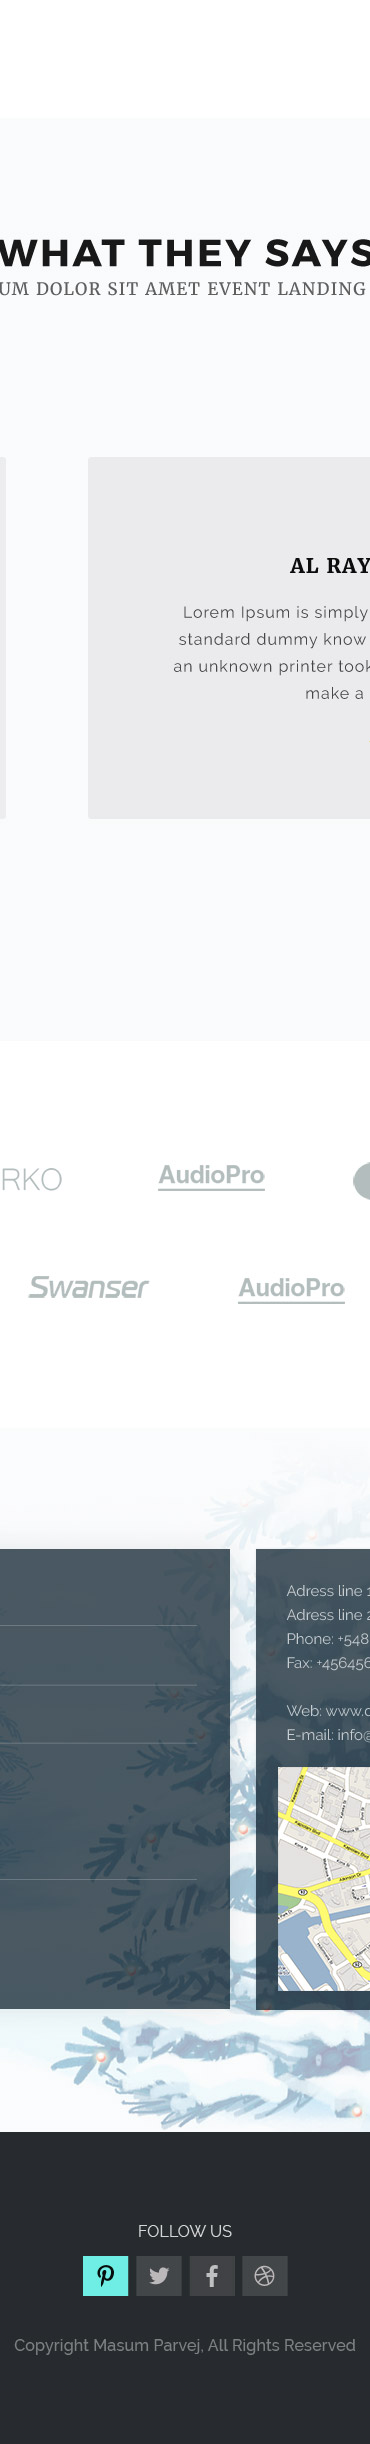 WHAT THEY SAYS
UM DOLOR SIT AMET EVENT LANDING
AL RAY
Lorem Ipsum is simply
standard dummy know
an unknown printer took
make a
RKO
AudioPro
Swanser
AudioPro
Adress line 1
Adress line 2
Phone: +548
Fax: +456456
Web: www.
E-mail: info@
FOLLOW US
Copyright Masum Parvej, All Rights Reserved